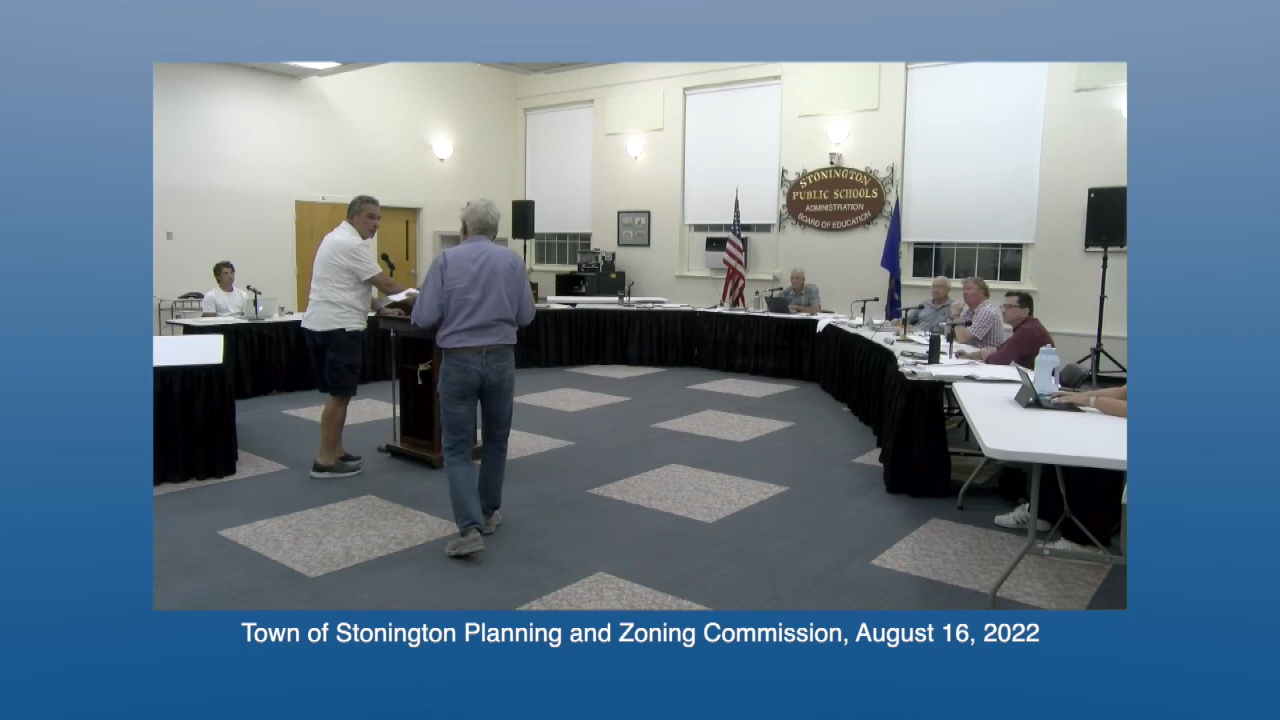 STONINGTON
PUBLIC SCHOOLS
ADMINISTRATION
BOARD OF EDUCATION
Town of Stonington Planning and Zoning Commission, August 16, 2022